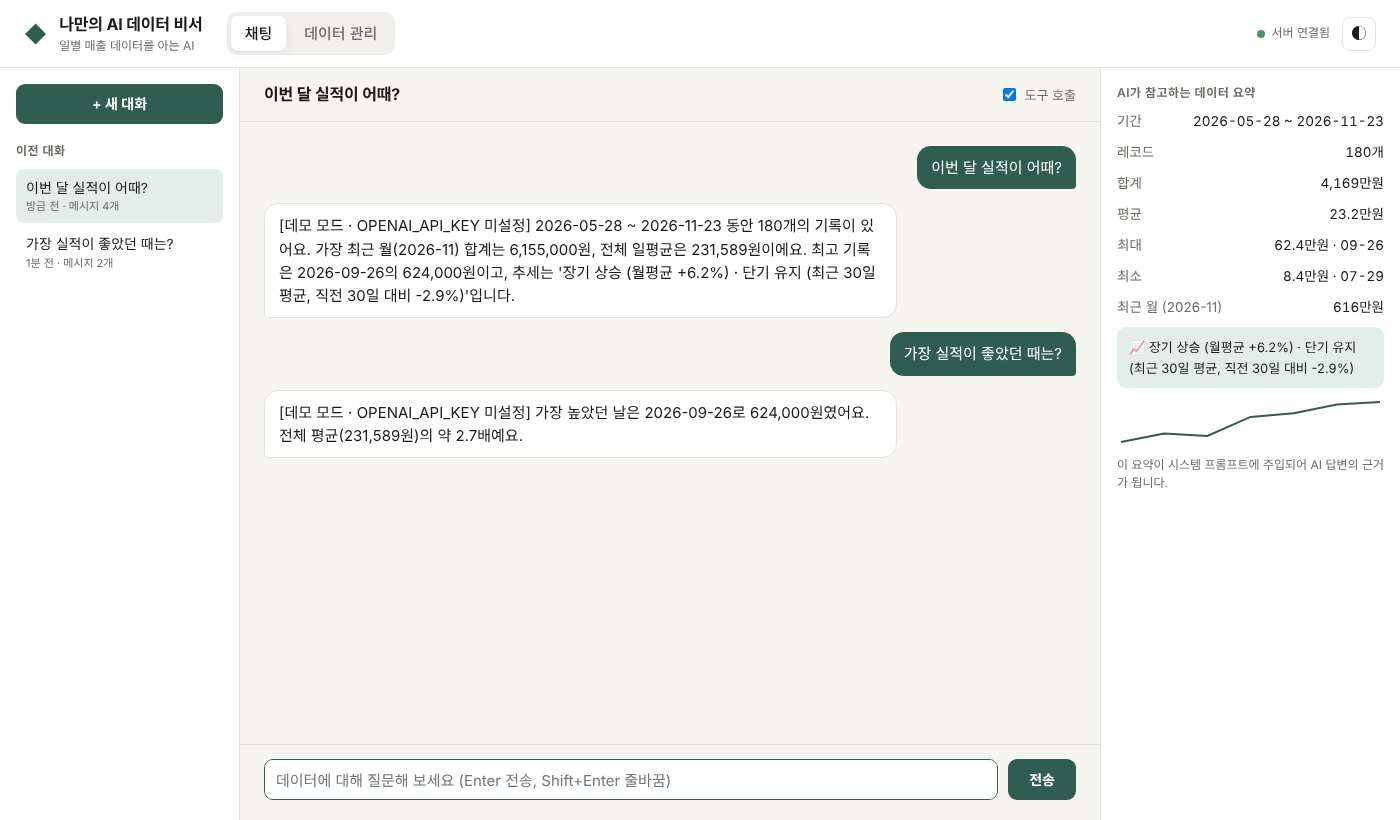 나만의 AI 데이터 비서
일별 매출 데이터를 아는 AI
채팅
데이터 관리
서버 연결됨
+ 새 대화
이전 대화
이번 달 실적이 어때?
방금 전 · 메시지 4개
가장 실적이 좋았던 때는?
1분 전 · 메시지 2개
이번 달 실적이 어때?
도구 호출
이번 달 실적이 어때?
[데모 모드 · OPENAI_API_KEY 미설정] 2026-05-28 ~ 2026-11-23 동안 180개의 기록이 있
어요. 가장 최근 월(2026-11) 합계는 6,155,000원, 전체 일평균은 231,589원이에요. 최고 기록
은 2026-09-26의 624,000원이고, 추세는 '장기 상승 (월평균 +6.2%) · 단기 유지 (최근 30일
평균, 직전 30일 대비 -2.9%)'입니다.
가장 실적이 좋았던 때는?
[데모 모드 · OPENAI_API_KEY 미설정] 가장 높았던 날은 2026-09-26로 624,000원였어요.
전체 평균(231,589원)의 약 2.7배예요.
데이터에 대해 질문해 보세요 (Enter 전송, Shift+Enter 줄바꿈)
전송
AI가 참고하는 데이터 요약
기간 2026-05-28 ~ 2026-11-23
레코드 180개
합계 4,169만원
평균 23.2만원
최대 62.4만원 · 09-26
최소 8.4만원 · 07-29
최근 월 (2026-11) 616만원
📈 장기 상승 (월평균 +6.2%) · 단기 유지
(최근 30일 평균, 직전 30일 대비 -2.9%)
이 요약이 시스템 프롬프트에 주입되어 AI 답변의 근거
가 됩니다.